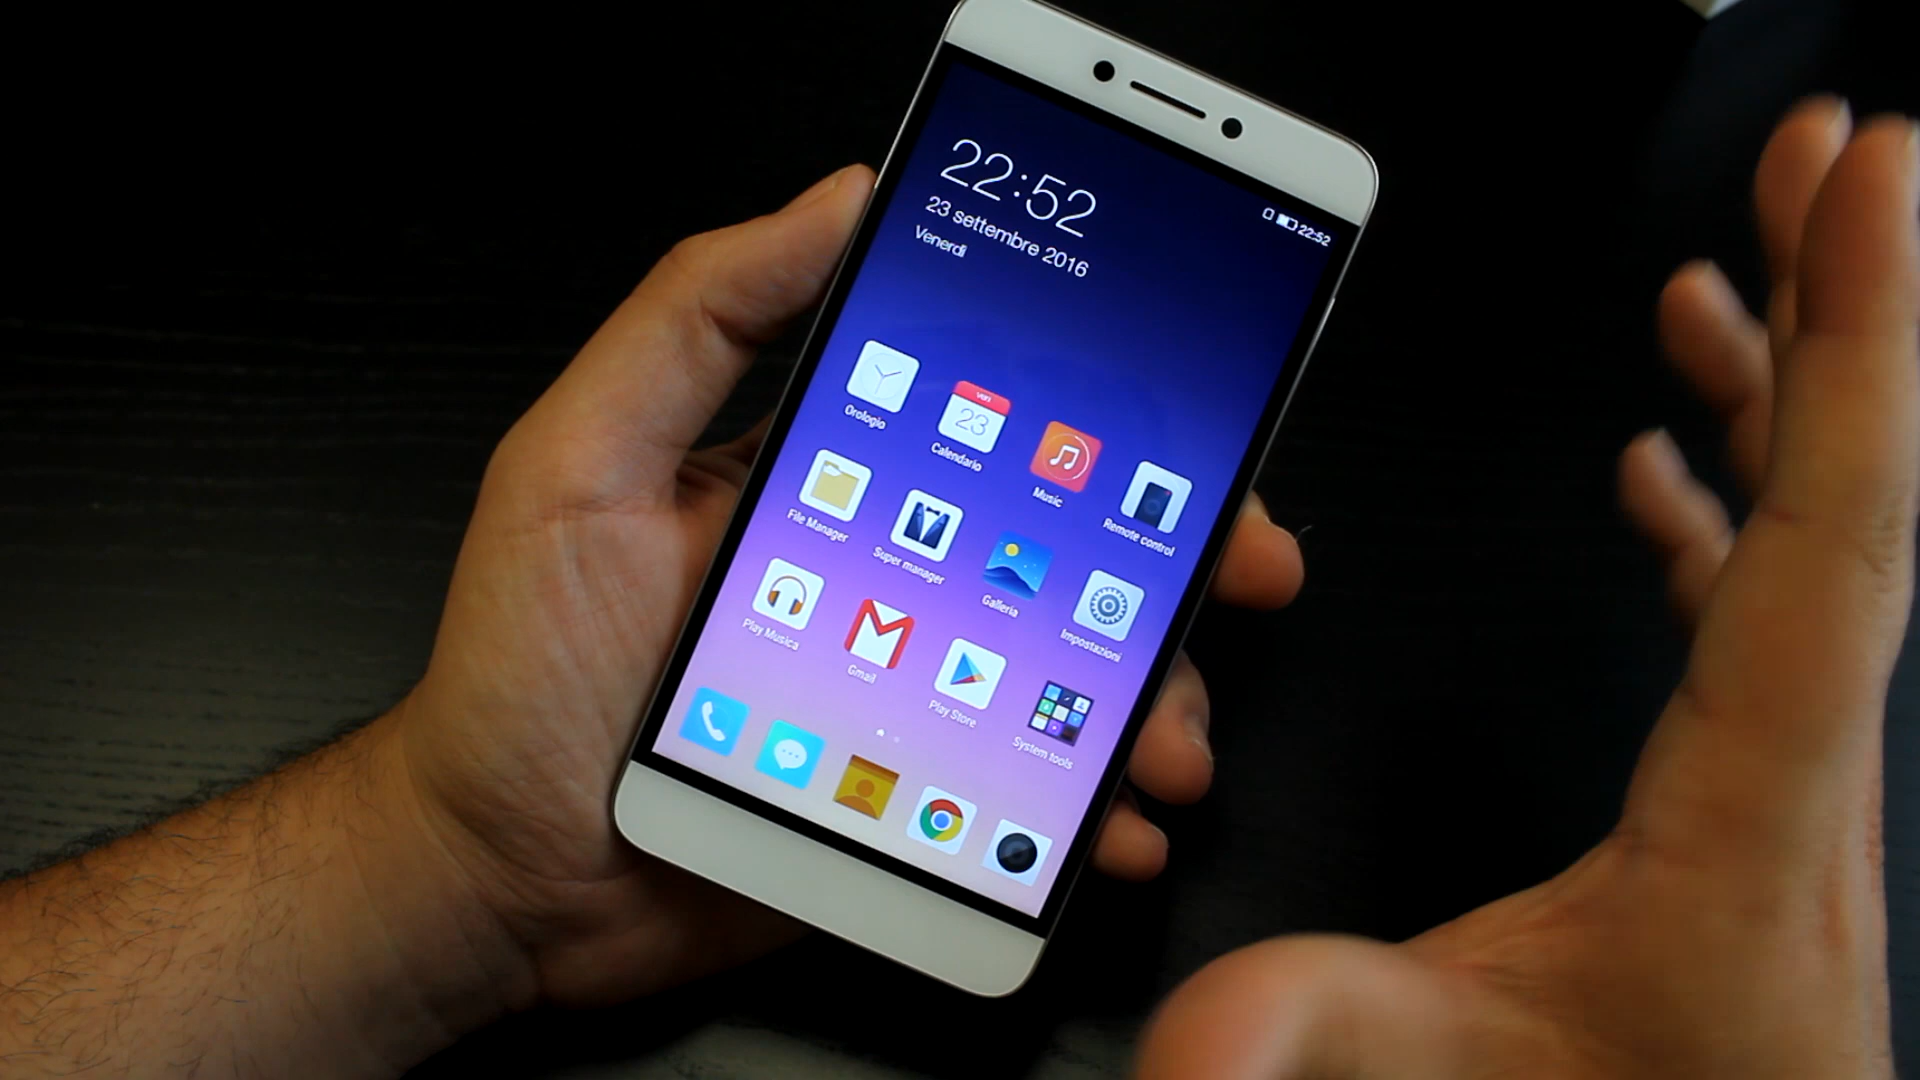 22:52
22:52
23 settembre 2016
Venerdì
ven
23
Orologio
Calendario
Music
Remote control
File Manager
Super manager
Galleria
Impostazioni
Play Musica
Gmail
Play Store
System tools